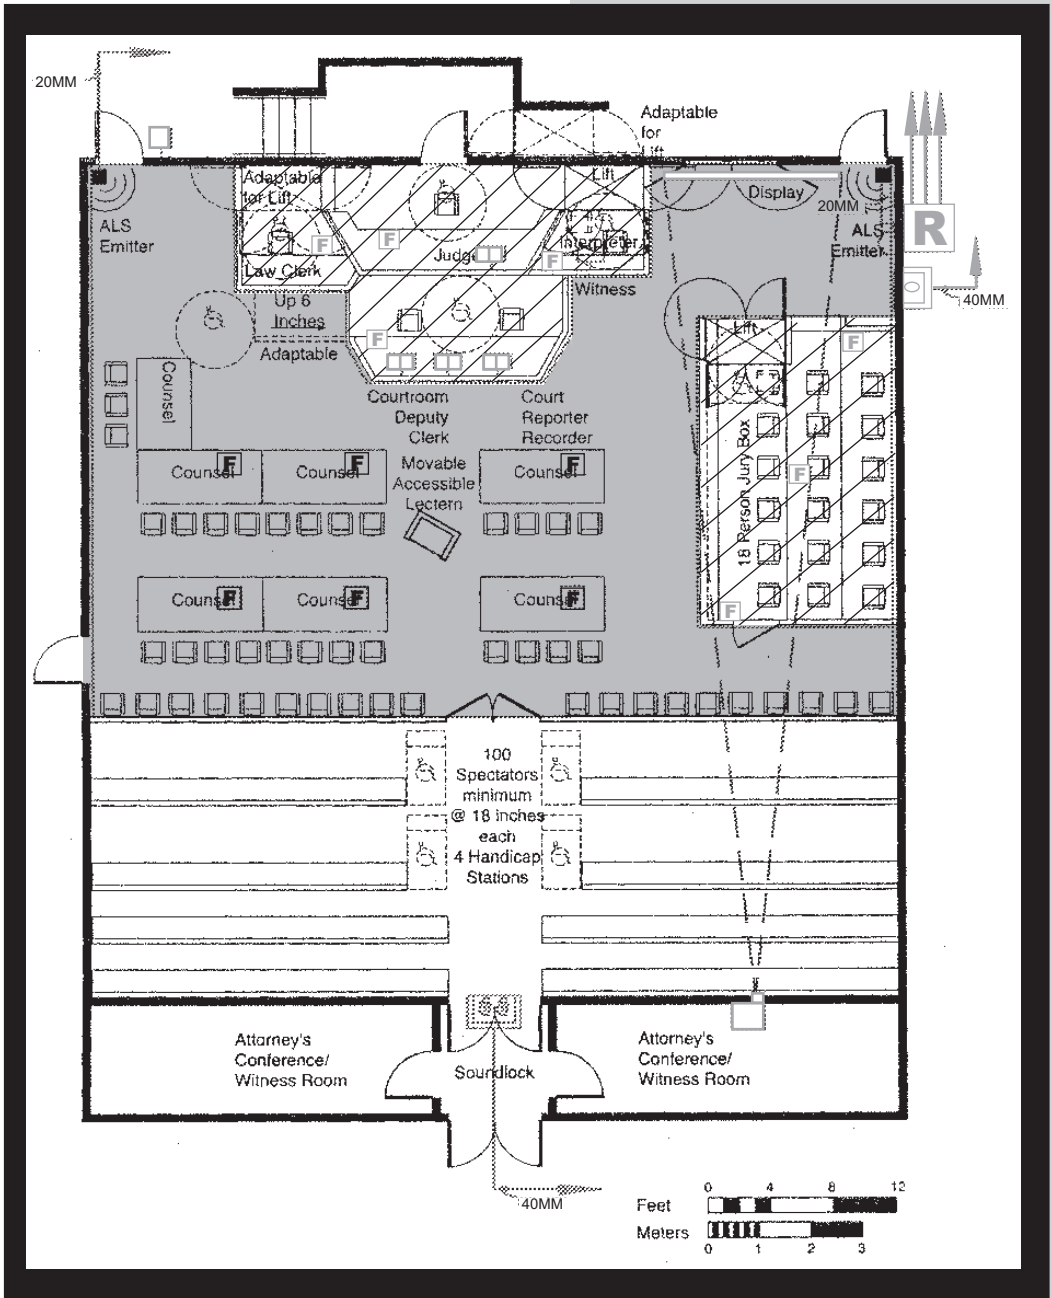 20MM
Adaptable
for
Lift
Adaptable
for Lift
Lift
Display
20MM
ALS
Emitter
ALS
Emitter
R
F
F
Judge
Interpreter
F
Law Clerk
Witness
40MM
Up 6
Inches
Adaptable
F
Lift
F
Counsel
Courtroom
Deputy
Clerk
Court
Reporter
Recorder
Movable
Accessible
Lectern
Counsel
F
Counsel
F
Counsel
F
18 Person Jury Box
F
Counsel
F
Counsel
F
Counsel
F
F
100
Spectators
minimum
@ 18 inches
each
4 Handicap
Stations
Attorney's
Conference/
Witness Room
Soundlock
Attorney's
Conference/
Witness Room
40MM
Feet
0 4 8 12
Meters
0 1 2 3